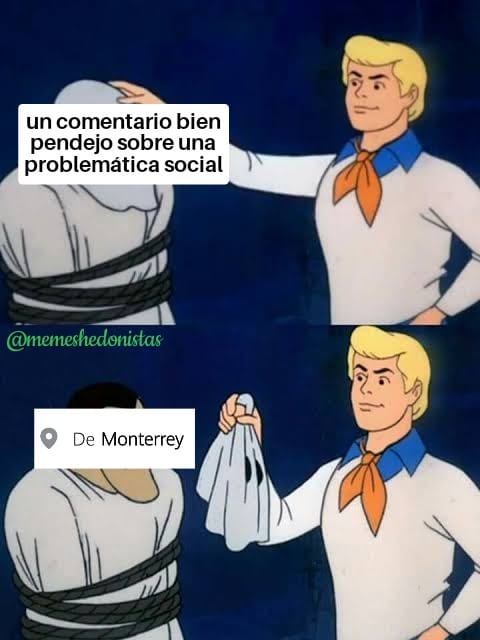 un comentario bien
pendejo sobre una
problemática social
@memeshedonistas
De Monterrey